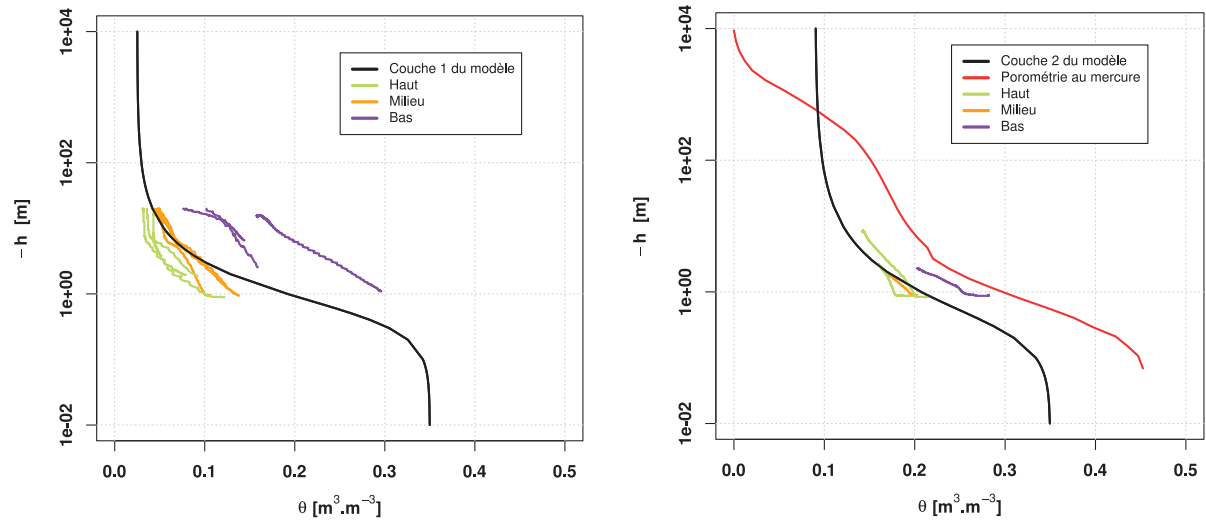 1e+04
1e+02
1e+00
1e-02
− h [m]
Couche 1 du modèle
Haut
Milieu
Bas
0.0 0.1 0.2 0.3 0.4 0.5
θ [m³.m⁻³]
1e+04
1e+02
1e+00
1e-02
− h [m]
Couche 2 du modèle
Porométrie au mercure
Haut
Milieu
Bas
0.0 0.1 0.2 0.3 0.4 0.5
θ [m³.m⁻³]